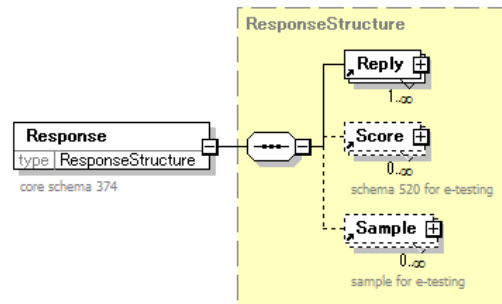 ResponseStructure
Reply
1..∞
Response
type ResponseStructure
core schema 374
Score
0..∞
schema 520 for e-testing
Sample
0..∞
sample for e-testing